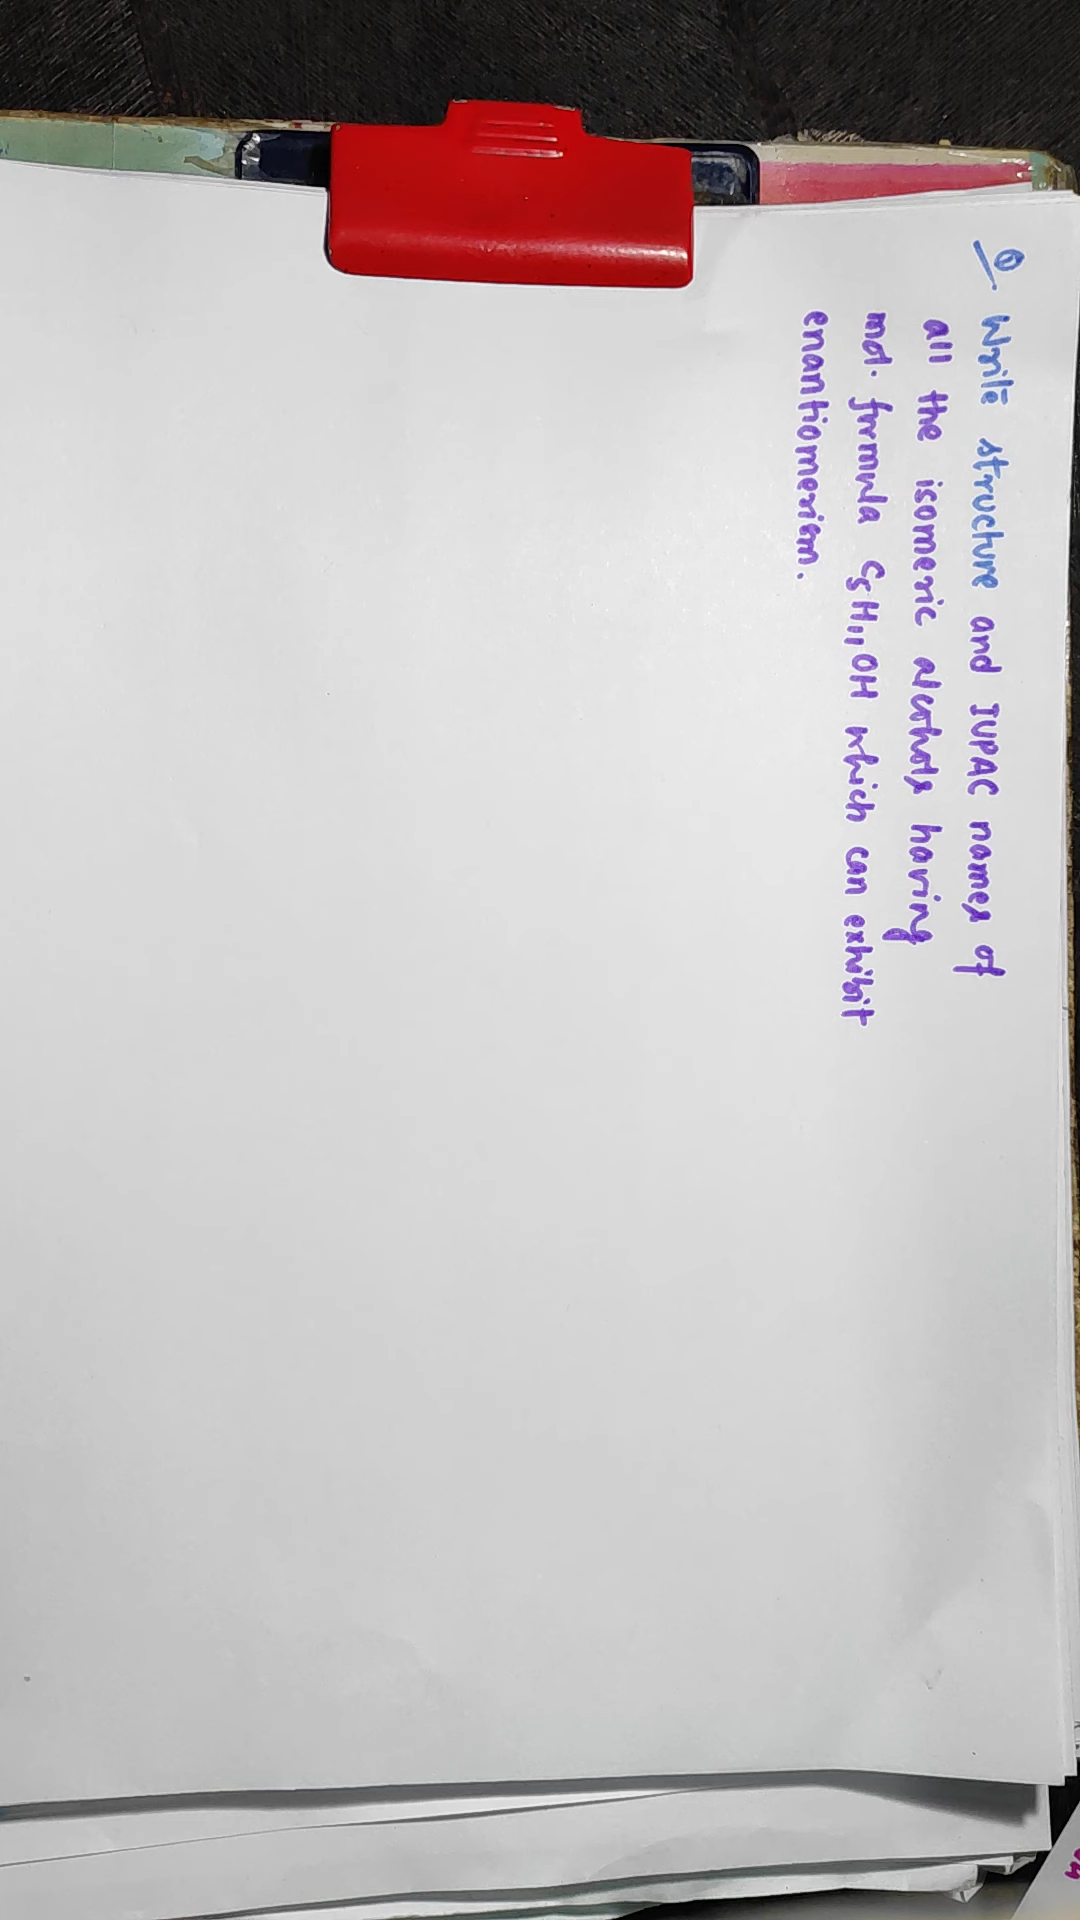 Q. Write structure and IUPAC names of
all the isomeric alcohols having
mol. formula C₅H₁₁OH which can exhibit
enantiomerism.